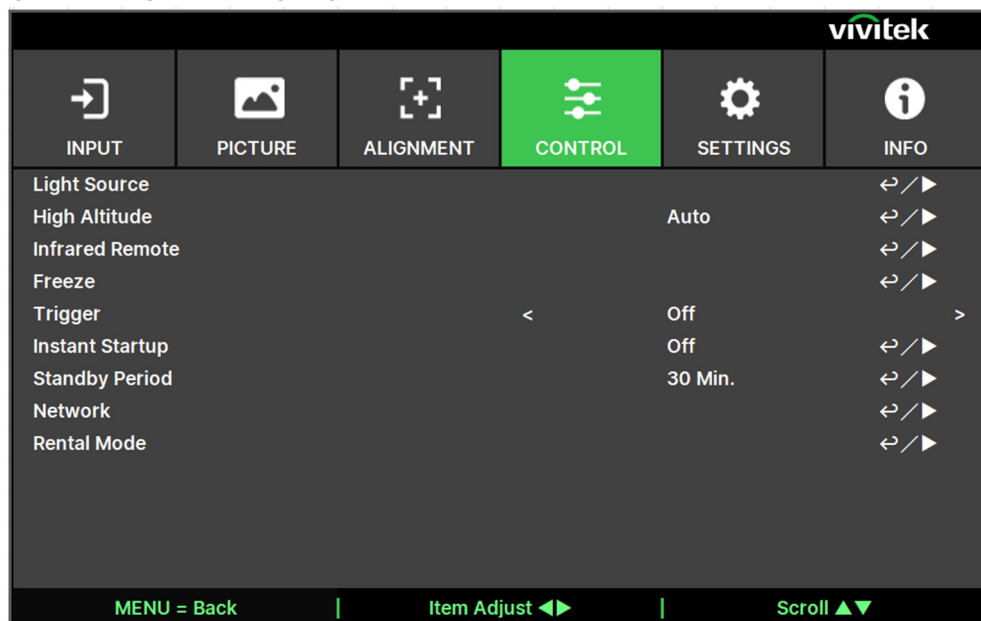 vivitek
INPUT PICTURE ALIGNMENT CONTROL SETTINGS INFO
Light Source ↩/▶
High Altitude Auto ↩/▶
Infrared Remote ↩/▶
Freeze ↩/▶
Trigger < Off >
Instant Startup Off ↩/▶
Standby Period 30 Min. ↩/▶
Network ↩/▶
Rental Mode ↩/▶
MENU = Back | Item Adjust ◀▶ | Scroll ▲▼